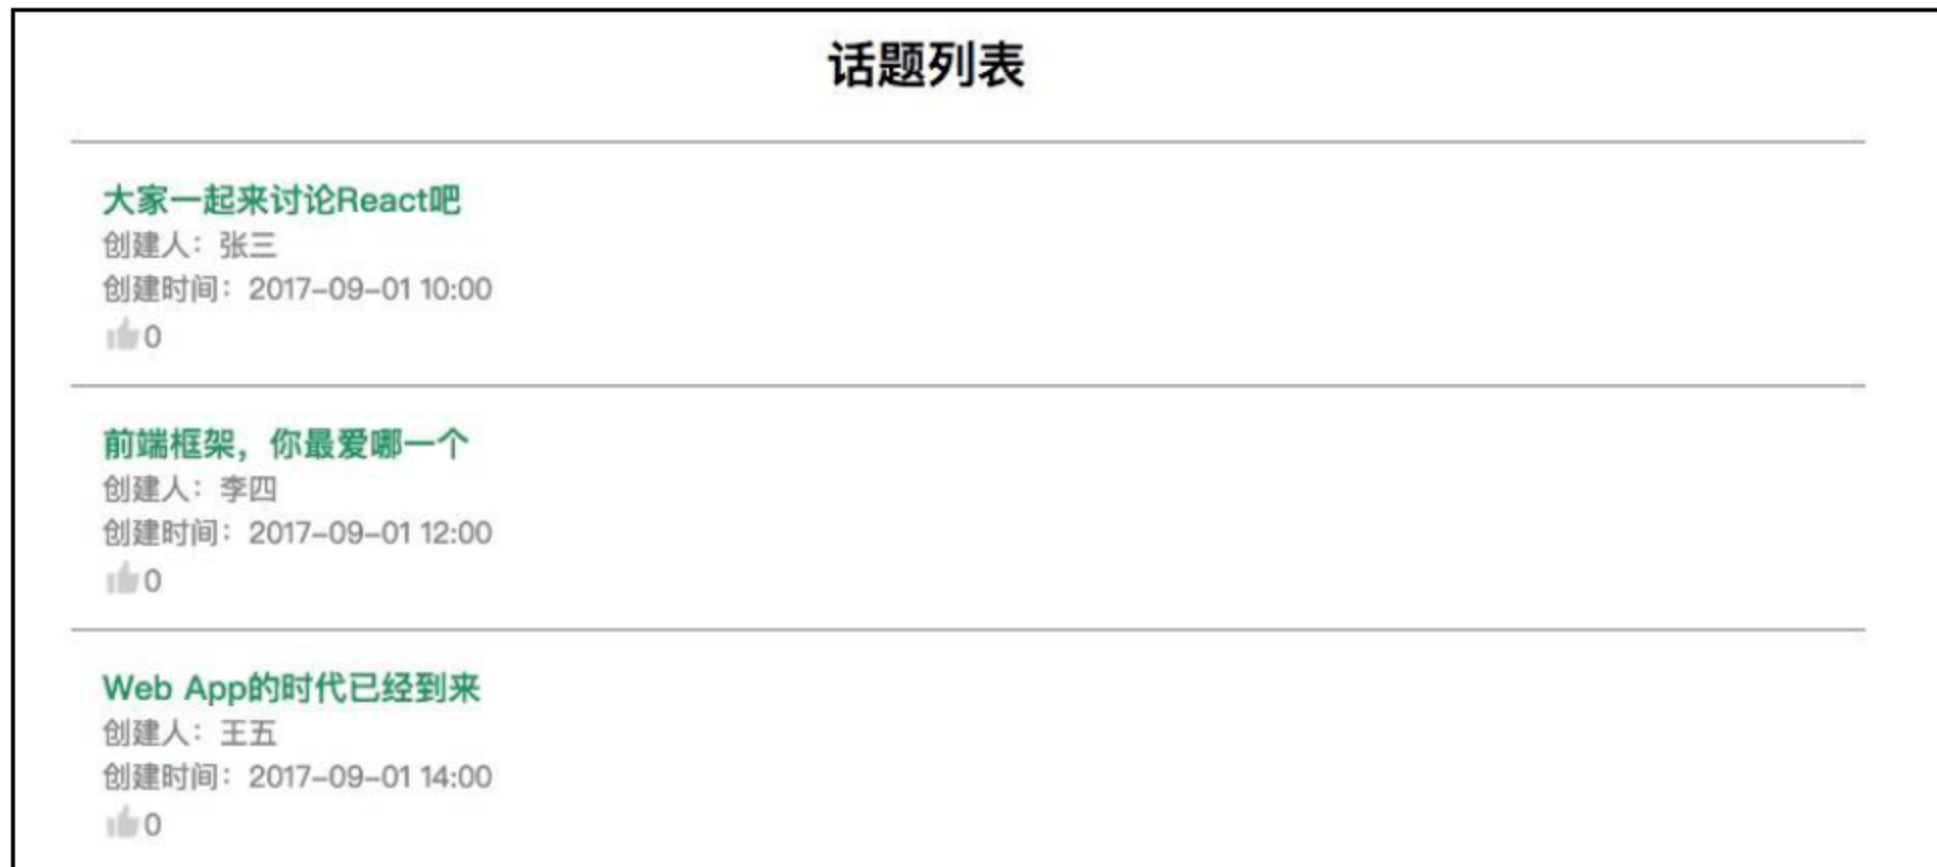 话题列表
大家一起来讨论React吧
创建人：张三
创建时间：2017-09-01 10:00
0
前端框架，你最爱哪一个
创建人：李四
创建时间：2017-09-01 12:00
0
Web App的时代已经到来
创建人：王五
创建时间：2017-09-01 14:00
0